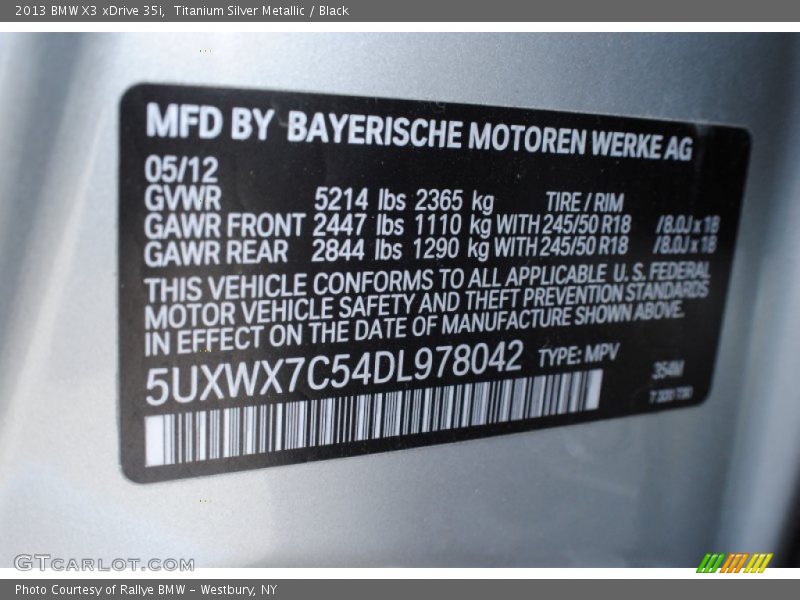 2013 BMW X3 xDrive 35i, Titanium Silver Metallic / Black
MFD BY BAYERISCHE MOTOREN WERKE AG
05/12
GVWR 5214 lbs 2365 kg TIRE / RIM
GAWR FRONT 2447 lbs 1110 kg WITH 245/50 R18 /8.0J x 18
GAWR REAR 2844 lbs 1290 kg WITH 245/50 R18 /8.0J x 18
THIS VEHICLE CONFORMS TO ALL APPLICABLE U. S. FEDERAL
MOTOR VEHICLE SAFETY AND THEFT PREVENTION STANDARDS
IN EFFECT ON THE DATE OF MANUFACTURE SHOWN ABOVE.
5UXWX7C54DL978042 TYPE: MPV
354M
GTCARLOT.COM
Photo Courtesy of Rallye BMW - Westbury, NY